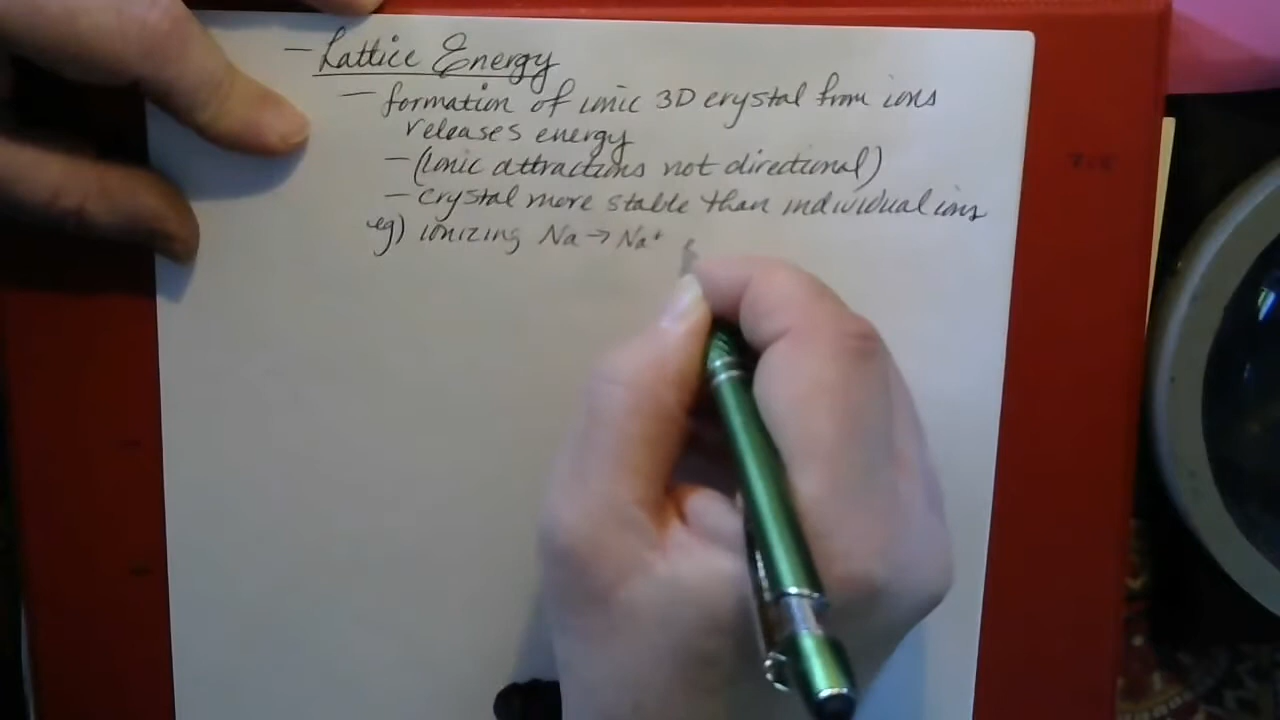 – Lattice Energy
– formation of ionic 3D crystal from ions
releases energy
– (ionic attractions not directional)
– crystal more stable than individual ions
eg) ionizing Na → Na⁺